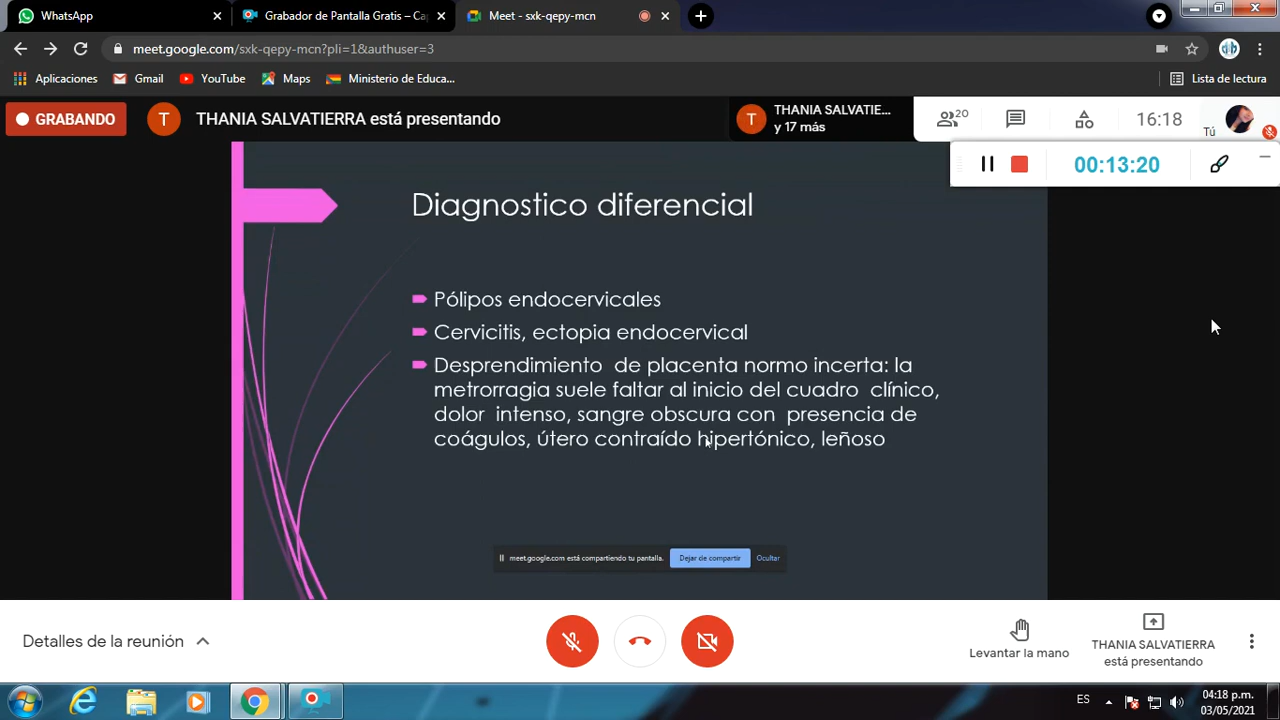 WhatsApp
Grabador de Pantalla Gratis – Ca
Meet - sxk-qepy-mcn
meet.google.com/sxk-qepy-mcn?pli=1&authuser=3
Aplicaciones
Gmail
YouTube
Maps
Ministerio de Educa...
Lista de lectura
GRABANDO
T
THANIA SALVATIERRA está presentando
T
THANIA SALVATIE...
y 17 más
20
16:18
Tú
00:13:20
Diagnostico diferencial
Pólipos endocervicales
Cervicitis, ectopia endocervical
Desprendimiento de placenta normo incerta: la
metrorragia suele faltar al inicio del cuadro clínico,
dolor intenso, sangre obscura con presencia de
coágulos, útero contraído hipertónico, leñoso
meet.google.com está compartiendo tu pantalla.
Dejar de compartir
Ocultar
Detalles de la reunión
Levantar la mano
THANIA SALVATIERRA
está presentando
ES
04:18 p.m.
03/05/2021